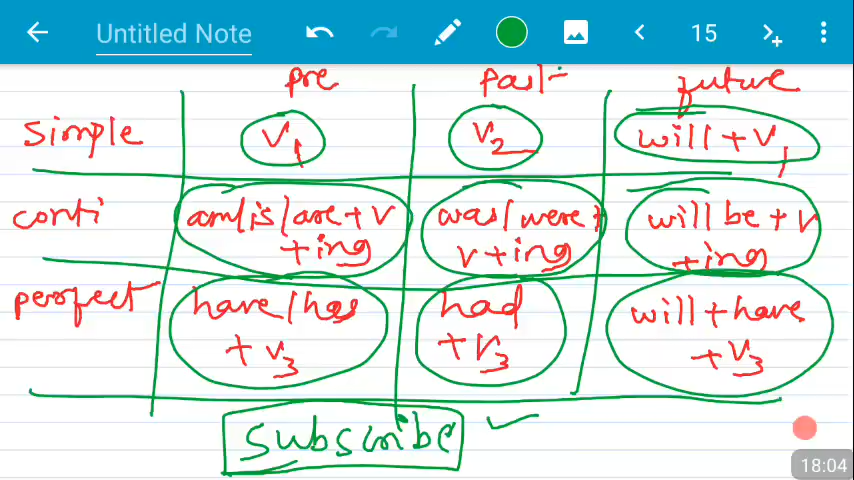 Untitled Note 15
pre past future
simple V1 V2 will + V1
conti am/is/are + V was/were + will be + V
+ing V + ing +ing
perfect have/has had will + have
+ V3 + V3 + V3
Subscribe
18:04